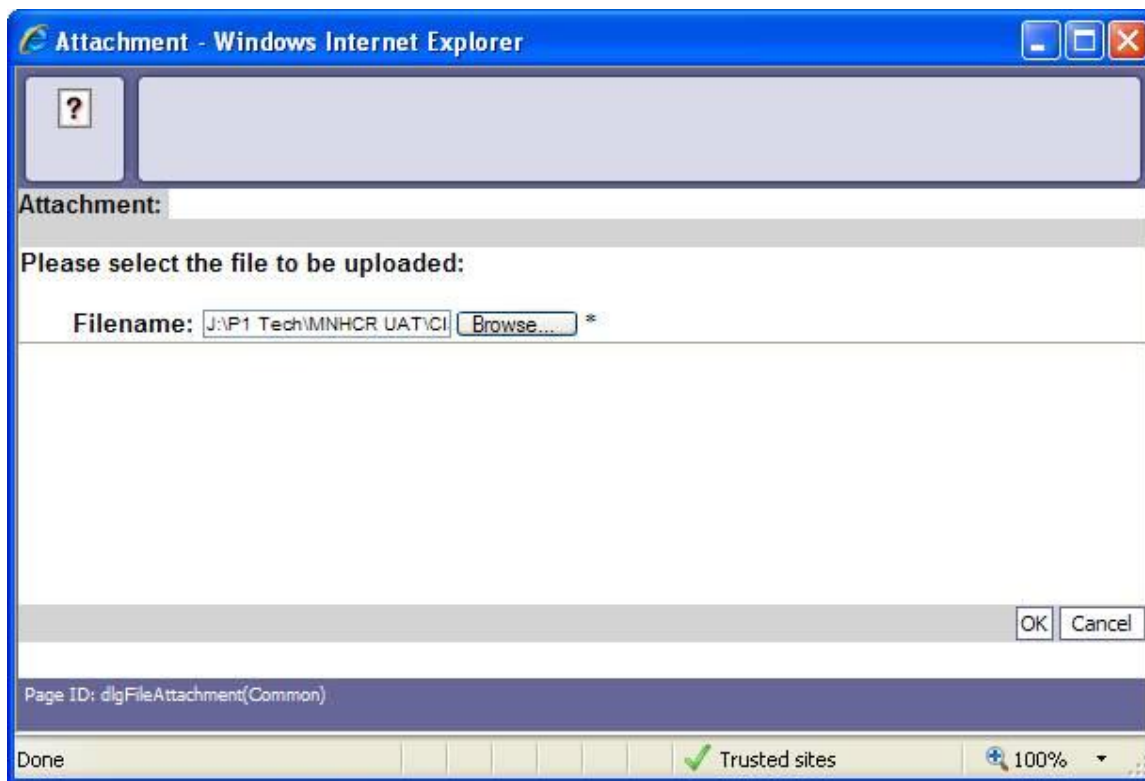 Attachment - Windows Internet Explorer
?
Attachment:
Please select the file to be uploaded:
Filename: J:\P1 Tech\MNHCR UAT\Cl Browse... *
OK Cancel
Page ID: dlgFileAttachment(Common)
Done Trusted sites 100%